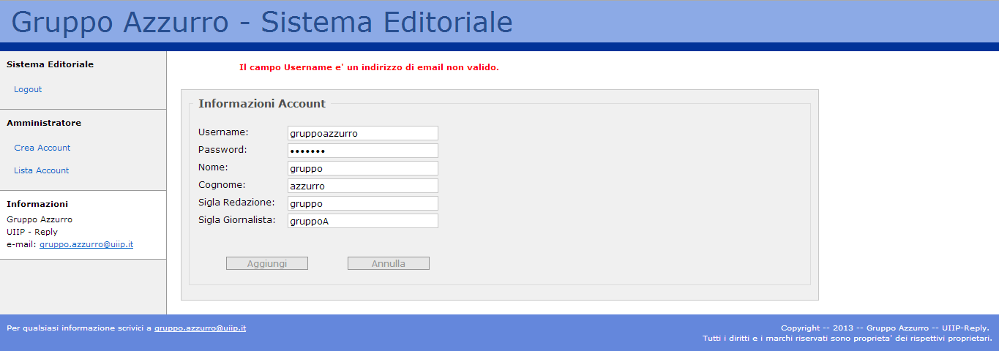 Gruppo Azzurro - Sistema Editoriale
Sistema Editoriale
Logout
Amministratore
Crea Account
Lista Account
Informazioni
Gruppo Azzurro
UIIP - Reply
e-mail: gruppo.azzurro@uiip.it
Il campo Username e' un indirizzo di email non valido.
Informazioni Account
Username: gruppoazzurro
Password: •••••••
Nome: gruppo
Cognome: azzurro
Sigla Redazione: gruppo
Sigla Giornalista: gruppoA
Aggiungi Annulla
Per qualsiasi informazione scrivici a gruppo.azzurro@uiip.it
Copyright -- 2013 -- Gruppo Azzurro -- UIIP-Reply.
Tutti i diritti e i marchi riservati sono proprieta' dei rispettivi proprietari.